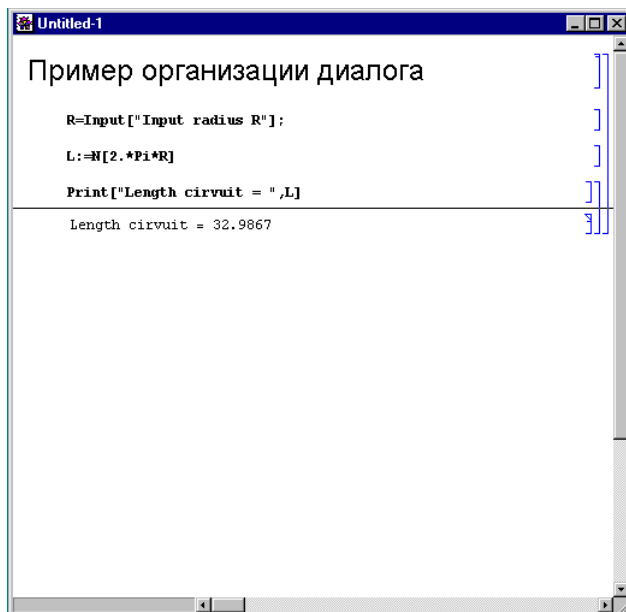 Untitled-1
Пример организации диалога
R=Input["Input radius R"];
L:=N[2.*Pi*R]
Print["Length cirvuit = ",L]
Length cirvuit = 32.9867